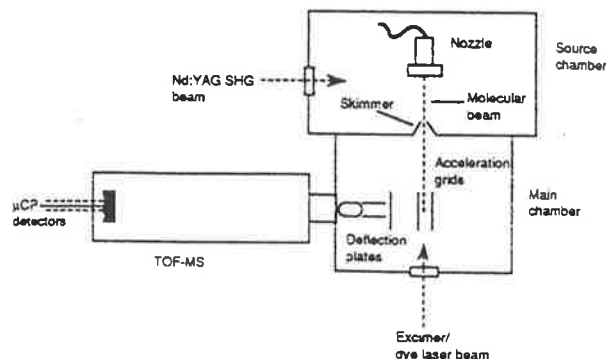 Nozzle
Source
chamber
Nd:YAG SHG
beam
Skimmer
Molecular
beam
Acceleration
grids
Main
chamber
μCP
detectors
Deflection
plates
TOF-MS
Excimer/
dye laser beam